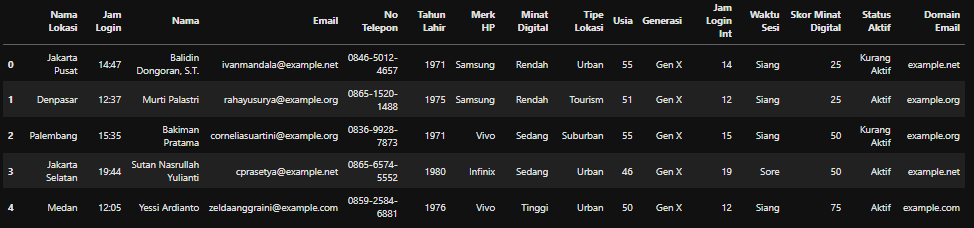 Nama Lokasi Jam Login Nama Email No Telepon Tahun Lahir Merk HP Minat Digital Tipe Lokasi Usia Generasi Jam Login Int Waktu Sesi Skor Minat Digital Status Aktif Domain Email
0 Jakarta Pusat 14:47 Balidin Dongoran, S.T. ivanmandala@example.net 0846-5012-4657 1971 Samsung Rendah Urban 55 Gen X 14 Siang 25 Kurang Aktif example.net
1 Denpasar 12:37 Murti Palastri rahayusurya@example.org 0865-1520-1488 1975 Samsung Rendah Tourism 51 Gen X 12 Siang 25 Aktif example.org
2 Palembang 15:35 Bakiman Pratama corneliasuartini@example.org 0836-9928-7873 1971 Vivo Sedang Suburban 55 Gen X 15 Siang 50 Kurang Aktif example.org
3 Jakarta Selatan 19:44 Sutan Nasrullah Yulianti cprasetya@example.net 0865-6574-5552 1980 Infinix Sedang Urban 46 Gen X 19 Sore 50 Aktif example.net
4 Medan 12:05 Yessi Ardianto zeldaanggraini@example.com 0859-2584-6881 1976 Vivo Tinggi Urban 50 Gen X 12 Siang 75 Aktif example.com